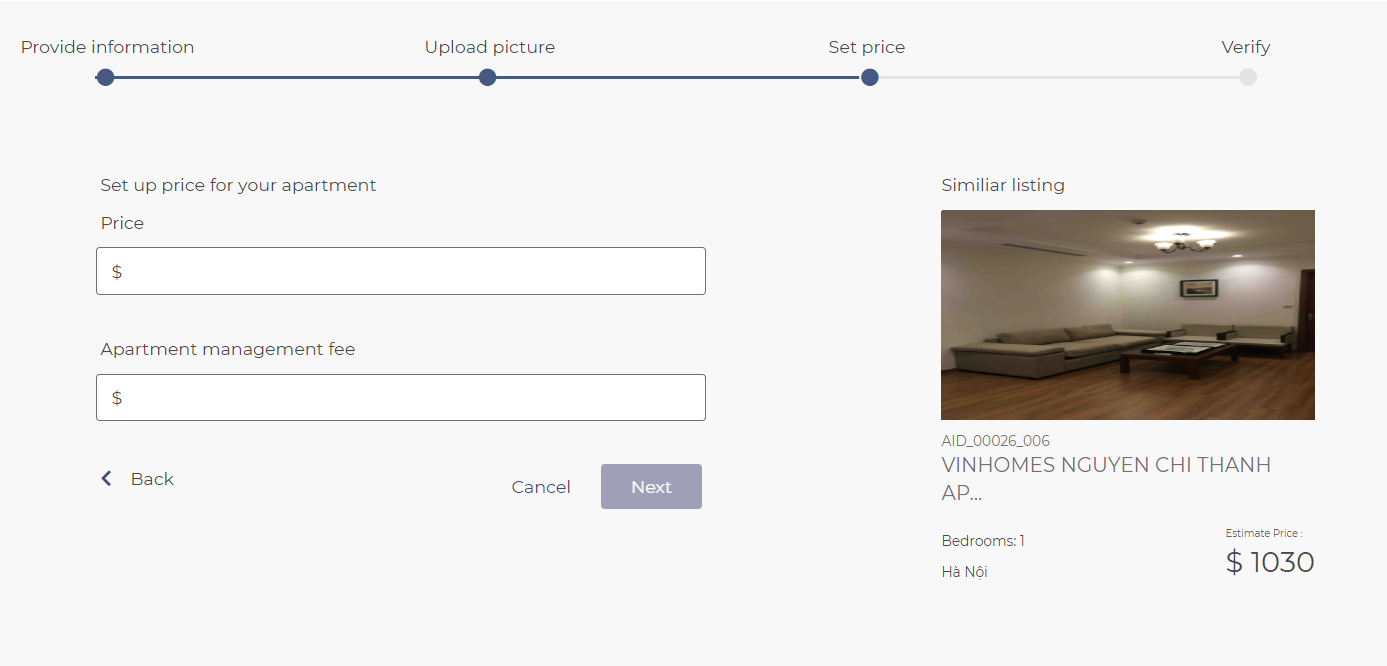 Provide information
Upload picture
Set price
Verify
Set up price for your apartment
Price
$
Apartment management fee
$
Back
Cancel
Next
Similiar listing
AID_00026_006
VINHOMES NGUYEN CHI THANH
AP...
Bedrooms: 1
Hà Nội
Estimate Price :
$ 1030